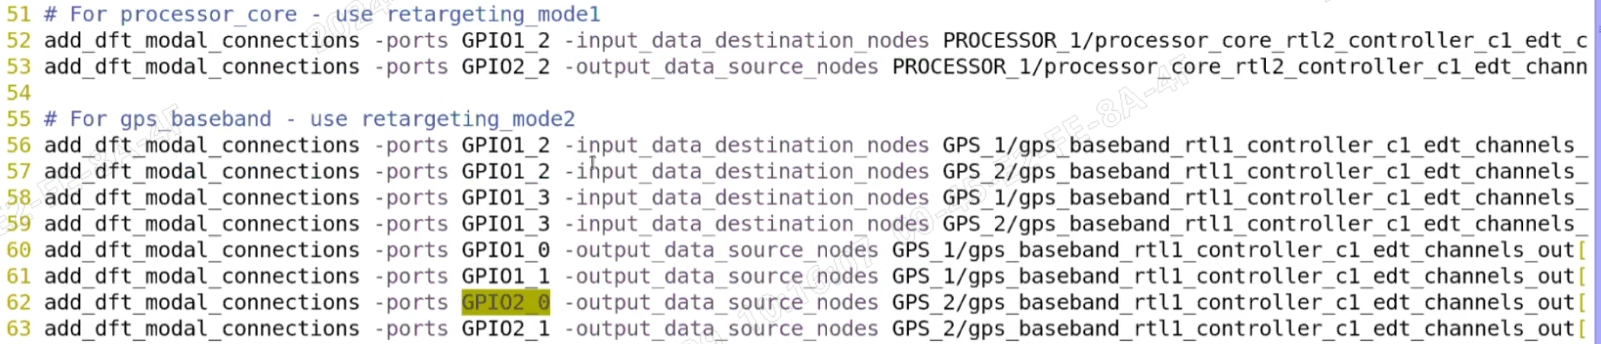 51 # For processor_core - use retargeting_mode1
52 add_dft_modal_connections -ports GPIO1_2 -input_data_destination_nodes PROCESSOR_1/processor_core_rtl2_controller_c1_edt_c
53 add_dft_modal_connections -ports GPIO2_2 -output_data_source_nodes PROCESSOR_1/processor_core_rtl2_controller_c1_edt_chann
54
55 # For gps_baseband - use retargeting_mode2
56 add_dft_modal_connections -ports GPIO1_2 -input_data_destination_nodes GPS_1/gps_baseband_rtl1_controller_c1_edt_channels_
57 add_dft_modal_connections -ports GPIO1_2 -input_data_destination_nodes GPS_2/gps_baseband_rtl1_controller_c1_edt_channels_
58 add_dft_modal_connections -ports GPIO1_3 -input_data_destination_nodes GPS_1/gps_baseband_rtl1_controller_c1_edt_channels_
59 add_dft_modal_connections -ports GPIO1_3 -input_data_destination_nodes GPS_2/gps_baseband_rtl1_controller_c1_edt_channels_
60 add_dft_modal_connections -ports GPIO1_0 -output_data_source_nodes GPS_1/gps_baseband_rtl1_controller_c1_edt_channels_out[
61 add_dft_modal_connections -ports GPIO1_1 -output_data_source_nodes GPS_1/gps_baseband_rtl1_controller_c1_edt_channels_out[
62 add_dft_modal_connections -ports GPIO2_0 -output_data_source_nodes GPS_2/gps_baseband_rtl1_controller_c1_edt_channels_out[
63 add_dft_modal_connections -ports GPIO2_1 -output_data_source_nodes GPS_2/gps_baseband_rtl1_controller_c1_edt_channels_out[